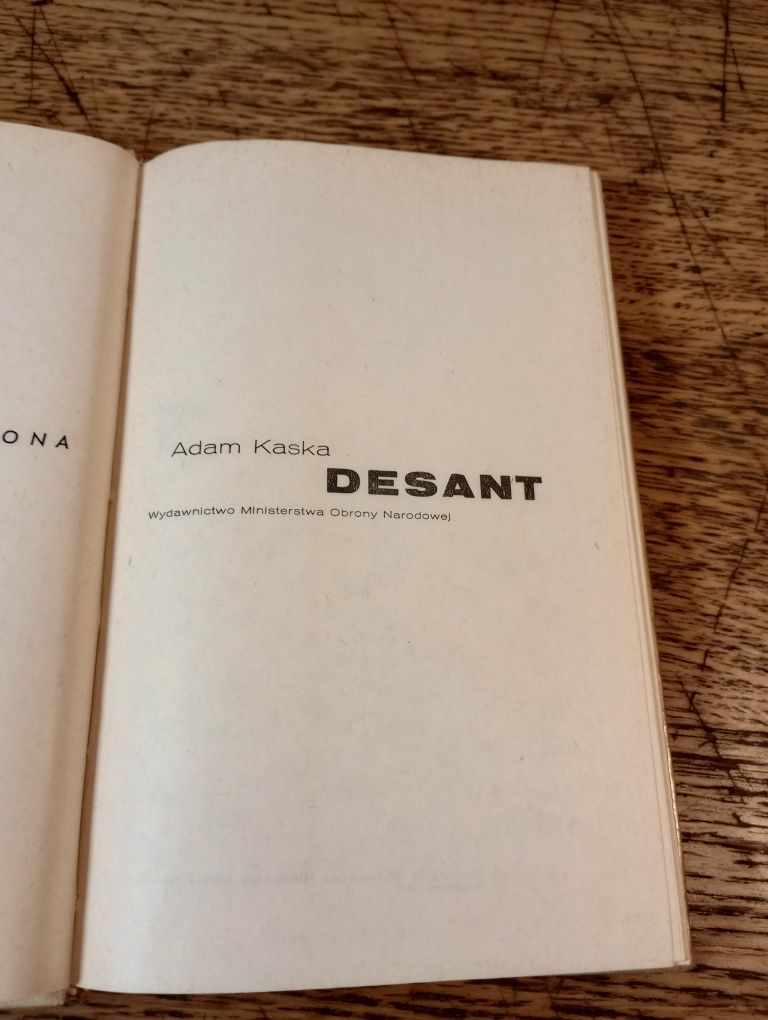 ONA
Adam Kaska
DESANT
Wydawnictwo Ministerstwa Obrony Narodowej